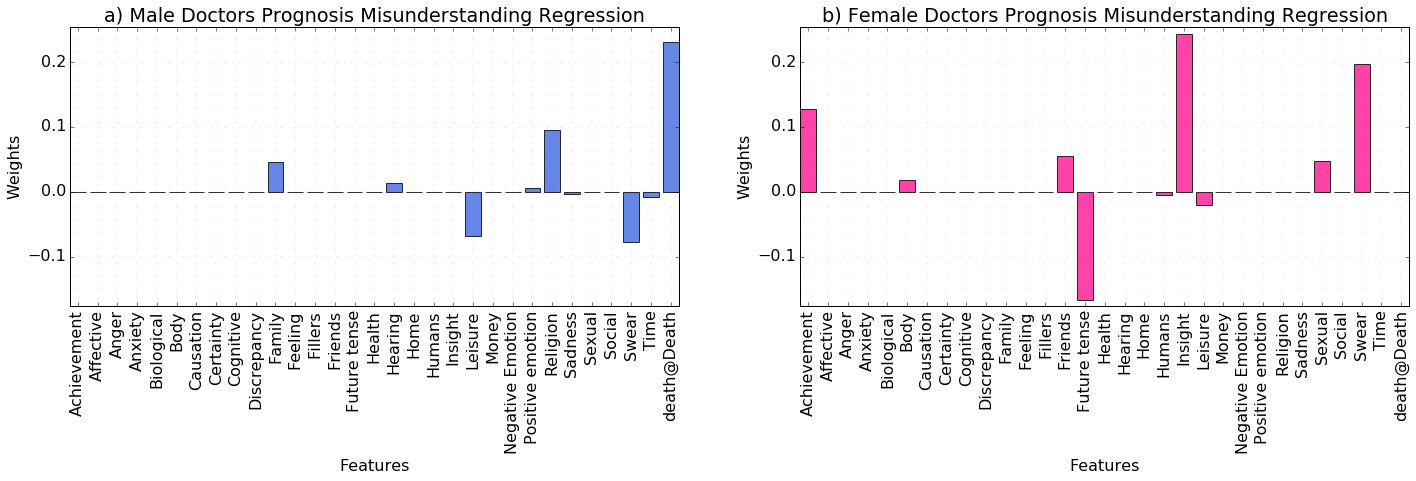 a) Male Doctors Prognosis Misunderstanding Regression
Weights
0.2
0.1
0.0
−0.1
Achievement
Affective
Anger
Anxiety
Biological
Body
Causation
Certainty
Cognitive
Discrepancy
Family
Feeling
Fillers
Friends
Future tense
Health
Hearing
Home
Humans
Insight
Leisure
Money
Negative Emotion
Positive emotion
Religion
Sadness
Sexual
Social
Swear
Time
death@Death
Features
b) Female Doctors Prognosis Misunderstanding Regression
Weights
0.2
0.1
0.0
−0.1
Achievement
Affective
Anger
Anxiety
Biological
Body
Causation
Certainty
Cognitive
Discrepancy
Family
Feeling
Fillers
Friends
Future tense
Health
Hearing
Home
Humans
Insight
Leisure
Money
Negative Emotion
Positive emotion
Religion
Sadness
Sexual
Social
Swear
Time
death@Death
Features